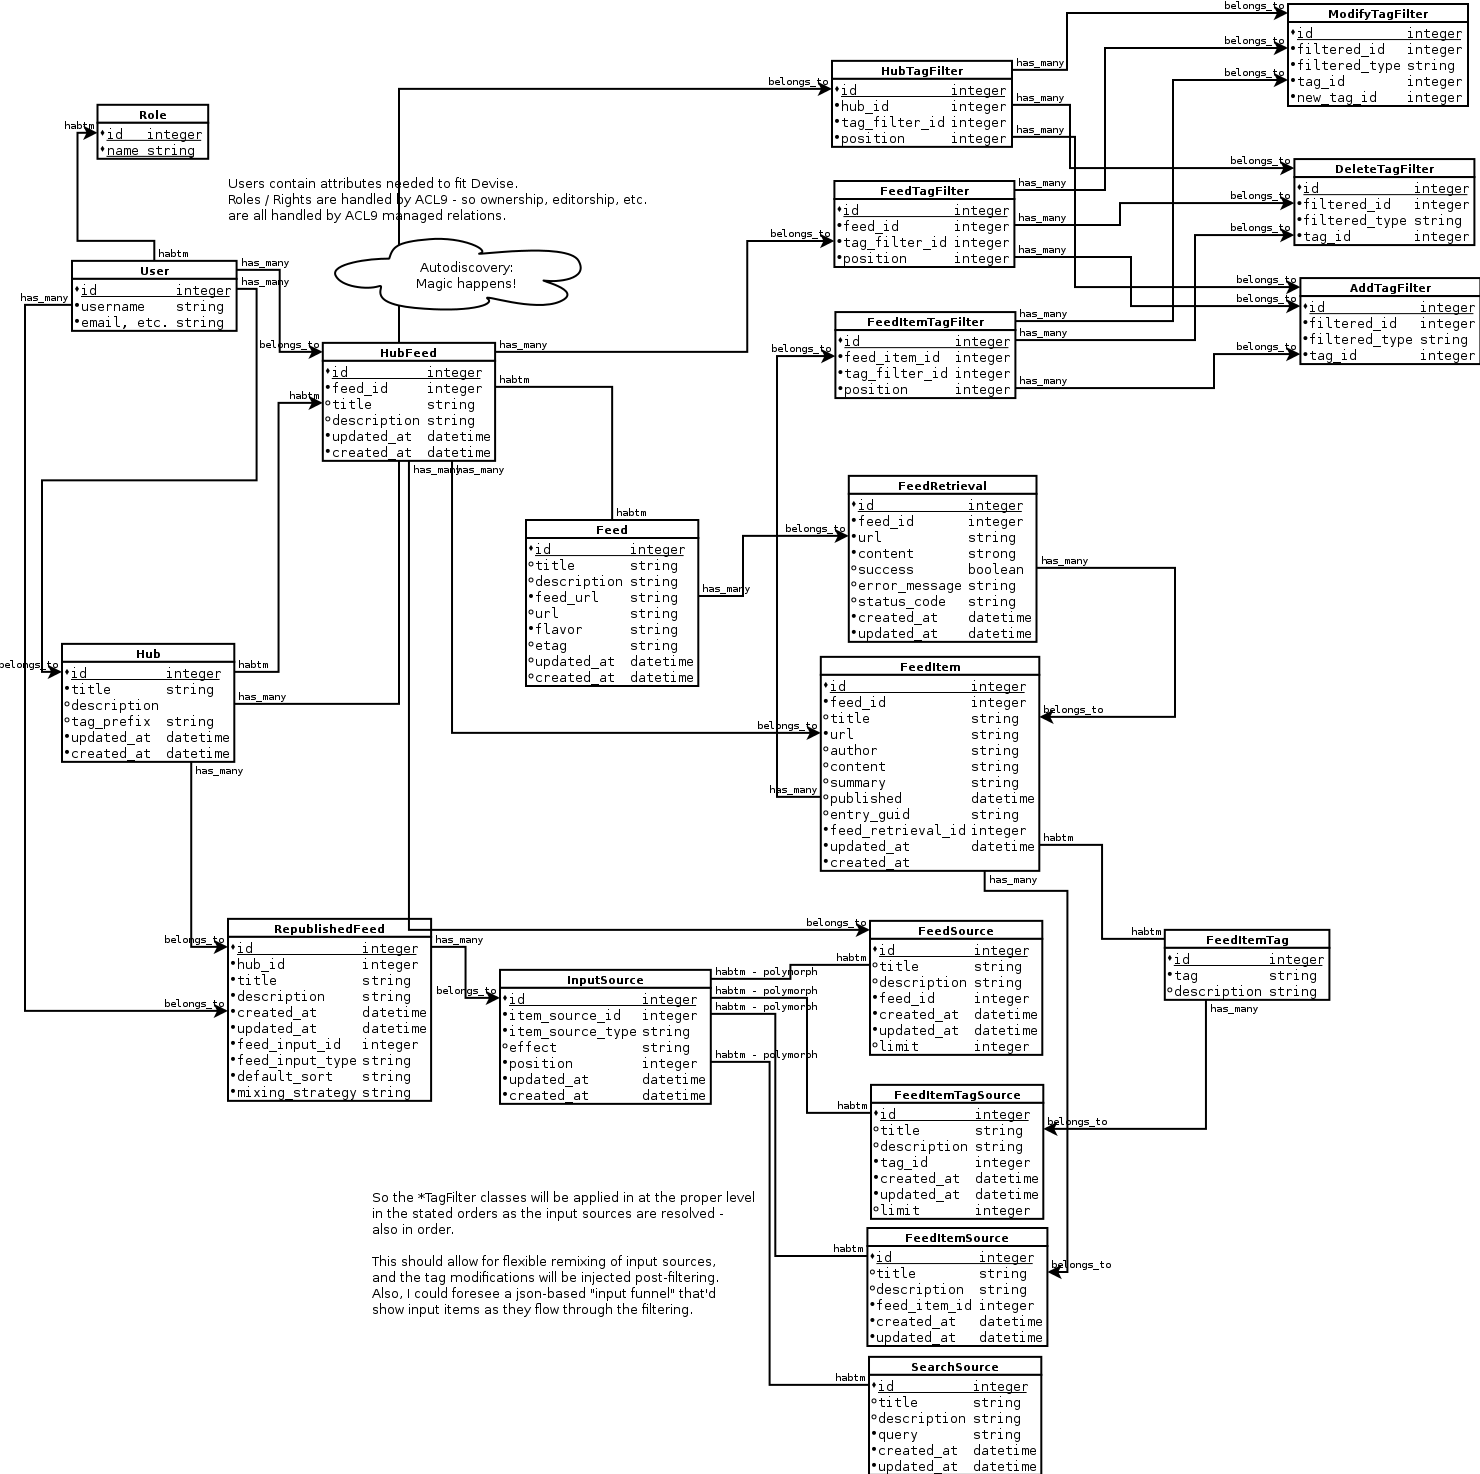 belongs_to
ModifyTagFilter
id integer
filtered_id integer
filtered_type string
tag_id integer
new_tag_id integer
belongs_to
belongs_to
HubTagFilter
id integer
hub_id integer
tag_filter_id integer
position integer
belongs_to
has_many
has_many
has_many
Role
id integer
name string
habtm
Users contain attributes needed to fit Devise.
Roles / Rights are handled by ACL9 - so ownership, editorship, etc.
are all handled by ACL9 managed relations.
DeleteTagFilter
id integer
filtered_id integer
filtered_type string
tag_id integer
belongs_to
belongs_to
belongs_to
FeedTagFilter
id integer
feed_id integer
tag_filter_id integer
position integer
belongs_to
has_many
has_many
has_many
Autodiscovery:
Magic happens!
habtm
User
id integer
username string
email, etc. string
has_many
has_many
has_many
AddTagFilter
id integer
filtered_id integer
filtered_type string
tag_id integer
belongs_to
belongs_to
belongs_to
FeedItemTagFilter
id integer
feed_item_id integer
tag_filter_id integer
position integer
belongs_to
has_many
has_many
has_many
belongs_to
HubFeed
id integer
feed_id integer
title string
description string
updated_at datetime
created_at datetime
has_many
habtm
habtm
has_many
has_many
FeedRetrieval
id integer
feed_id integer
url string
content strong
success boolean
error_message string
status_code string
created_at datetime
updated_at datetime
belongs_to
has_many
habtm
Feed
id integer
title string
description string
feed_url string
url string
flavor string
etag string
updated_at datetime
created_at datetime
has_many
Hub
id integer
title string
description
tag_prefix string
updated_at datetime
created_at datetime
belongs_to
habtm
has_many
has_many
FeedItem
id integer
feed_id integer
title string
url string
author string
content string
summary string
published datetime
entry_guid string
feed_retrieval_id integer
updated_at datetime
created_at
belongs_to
belongs_to
has_many
habtm
has_many
RepublishedFeed
id integer
hub_id integer
title string
description string
created_at datetime
updated_at datetime
feed_input_id integer
feed_input_type string
default_sort string
mixing_strategy string
belongs_to
belongs_to
has_many
InputSource
id integer
item_source_id integer
item_source_type string
effect string
position integer
updated_at datetime
created_at datetime
belongs_to
habtm - polymorph
habtm - polymorph
habtm - polymorph
habtm - polymorph
FeedSource
id integer
title string
description string
feed_id integer
created_at datetime
updated_at datetime
limit integer
belongs_to
habtm
FeedItemTag
id integer
tag string
description string
habtm
has_many
FeedItemTagSource
id integer
title string
description string
tag_id integer
created_at datetime
updated_at datetime
limit integer
habtm
belongs_to
So the *TagFilter classes will be applied in at the proper level
in the stated orders as the input sources are resolved -
also in order.
This should allow for flexible remixing of input sources,
and the tag modifications will be injected post-filtering.
Also, I could foresee a json-based "input funnel" that'd
show input items as they flow through the filtering.
FeedItemSource
id integer
title string
description string
feed_item_id integer
created_at datetime
updated_at datetime
habtm
belongs_to
SearchSource
id integer
title string
description string
query string
created_at datetime
updated_at datetime
habtm